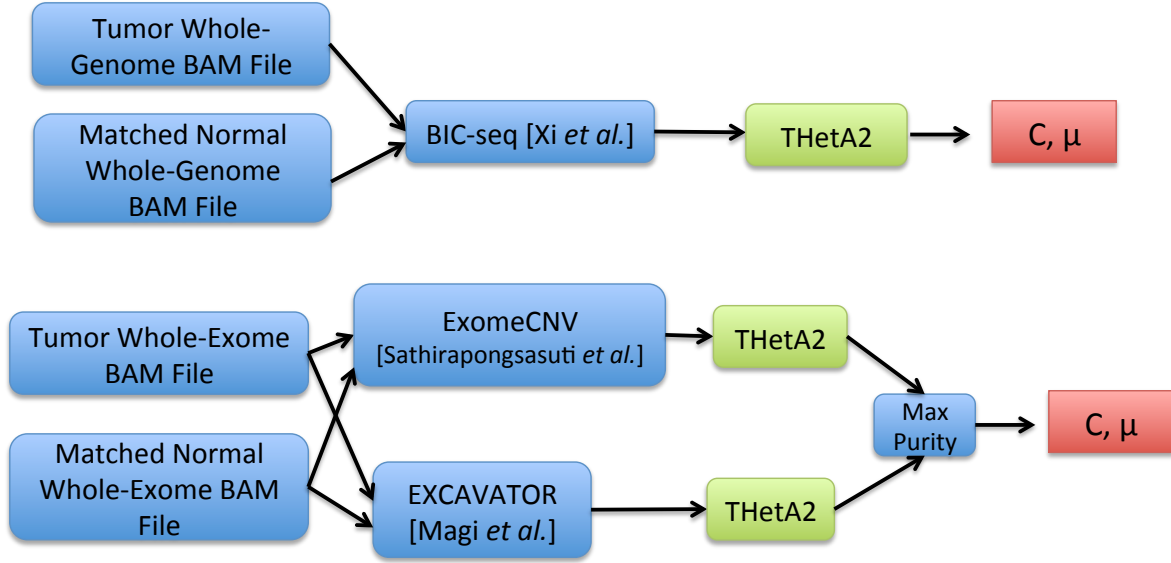 Tumor Whole-
Genome BAM File
Matched Normal
Whole-Genome
BAM File
BIC-seq [Xi et al.]
THetA2
C, μ
Tumor Whole-Exome
BAM File
Matched Normal
Whole-Exome BAM
File
ExomeCNV
[Sathirapongsasuti et al.]
EXCAVATOR
[Magi et al.]
THetA2
THetA2
Max
Purity
C, μ